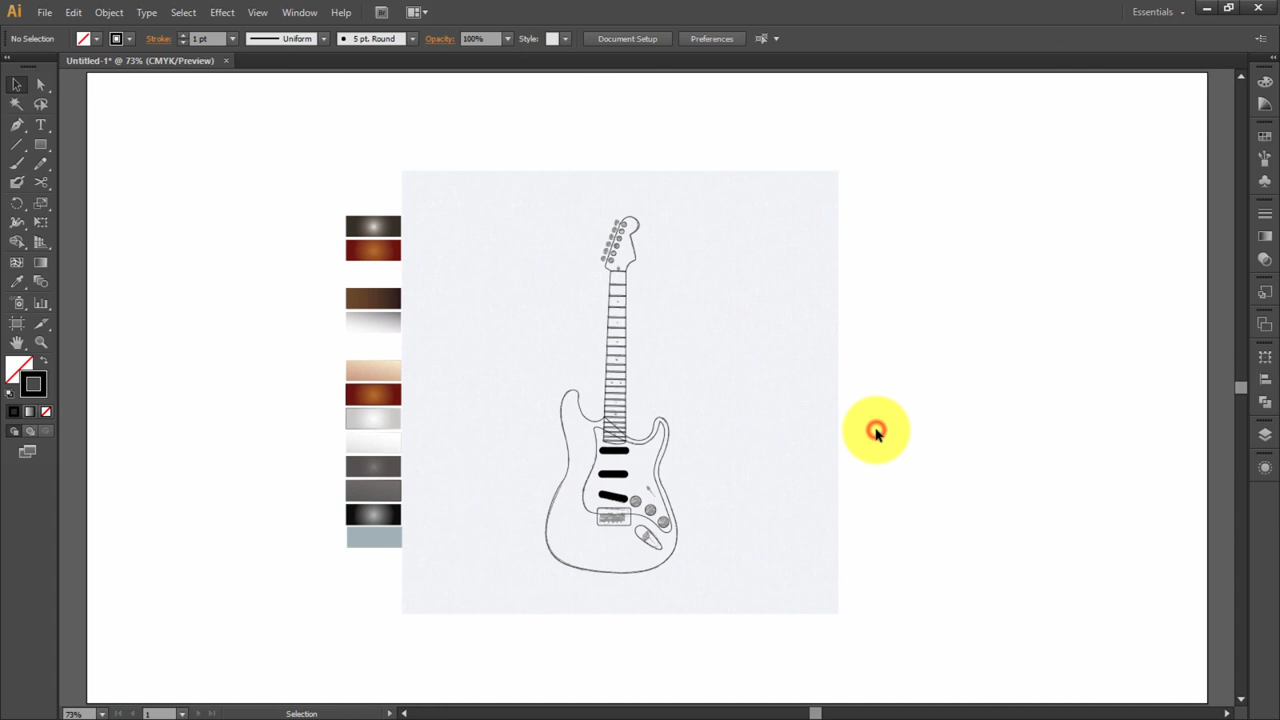 Ai File Edit Object Type Select Effect View Window Help Br Essentials
No Selection Stroke: 1 pt Uniform 5 pt. Round Opacity: 100% Style: Document Setup Preferences
Untitled-1* @ 73% (CMYK/Preview) ×
T
73% 1 Selection